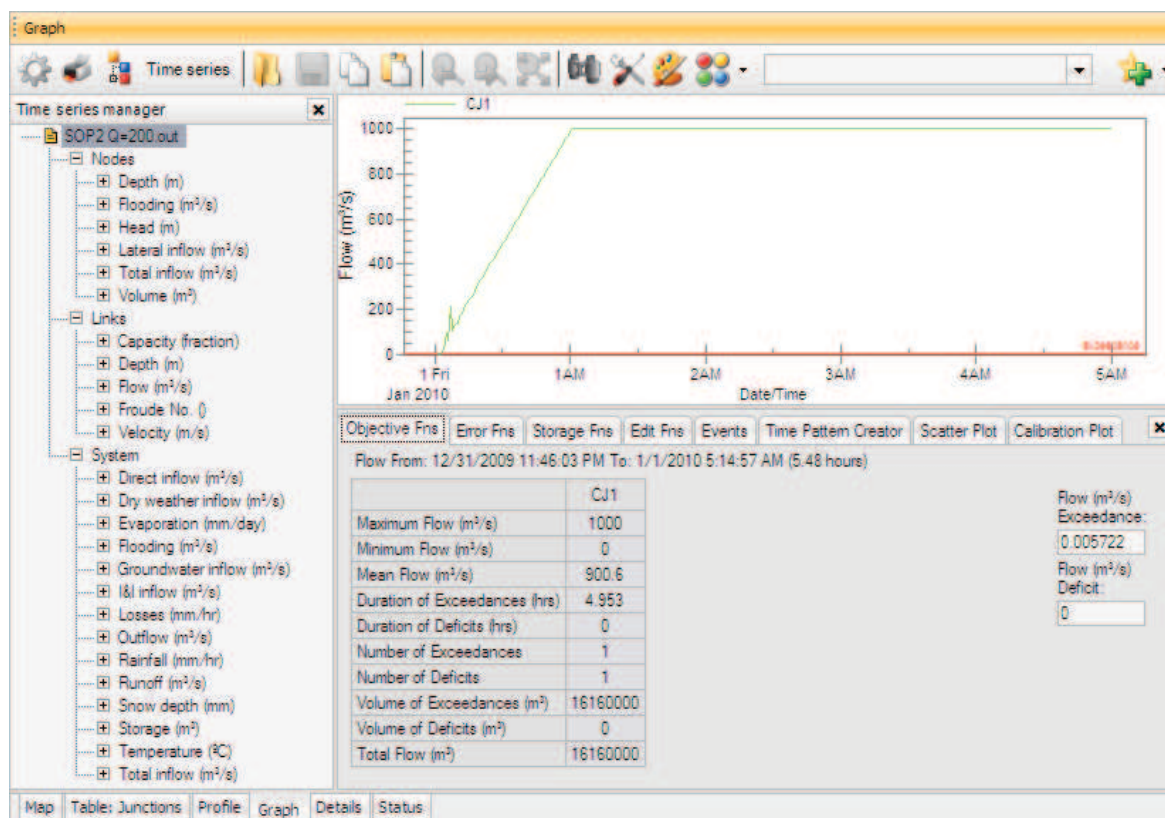 Graph
Time series
Time series manager
SOP2 Q=200.out
Nodes
Depth (m)
Flooding (m³/s)
Head (m)
Lateral inflow (m³/s)
Total inflow (m³/s)
Volume (m³)
Links
Capacity (fraction)
Depth (m)
Flow (m³/s)
Froude No. ()
Velocity (m/s)
System
Direct inflow (m³/s)
Dry weather inflow (m³/s)
Evaporation (mm/day)
Flooding (m³/s)
Groundwater inflow (m³/s)
I&I inflow (m³/s)
Losses (mm/hr)
Outflow (m³/s)
Rainfall (mm/hr)
Runoff (m³/s)
Snow depth (mm)
Storage (m³)
Temperature (ºC)
Total inflow (m³/s)
CJ1
Flow (m³/s)
1000
800
600
400
200
0
1 Fri 1AM 2AM 3AM 4AM 5AM
Jan 2010 Date/Time
Objective Fns Error Fns Storage Fns Edit Fns Events Time Pattern Creator Scatter Plot Calibration Plot
Flow From: 12/31/2009 11:46:03 PM To: 1/1/2010 5:14:57 AM (5.48 hours)
CJ1
Maximum Flow (m³/s) 1000
Minimum Flow (m³/s) 0
Mean Flow (m³/s) 900.6
Duration of Exceedances (hrs) 4.953
Duration of Deficits (hrs) 0
Number of Exceedances 1
Number of Deficits 1
Volume of Exceedances (m³) 16160000
Volume of Deficits (m³) 0
Total Flow (m³) 16160000
Flow (m³/s)
Exceedance:
0.005722
Flow (m³/s)
Deficit:
0
Map Table: Junctions Profile Graph Details Status